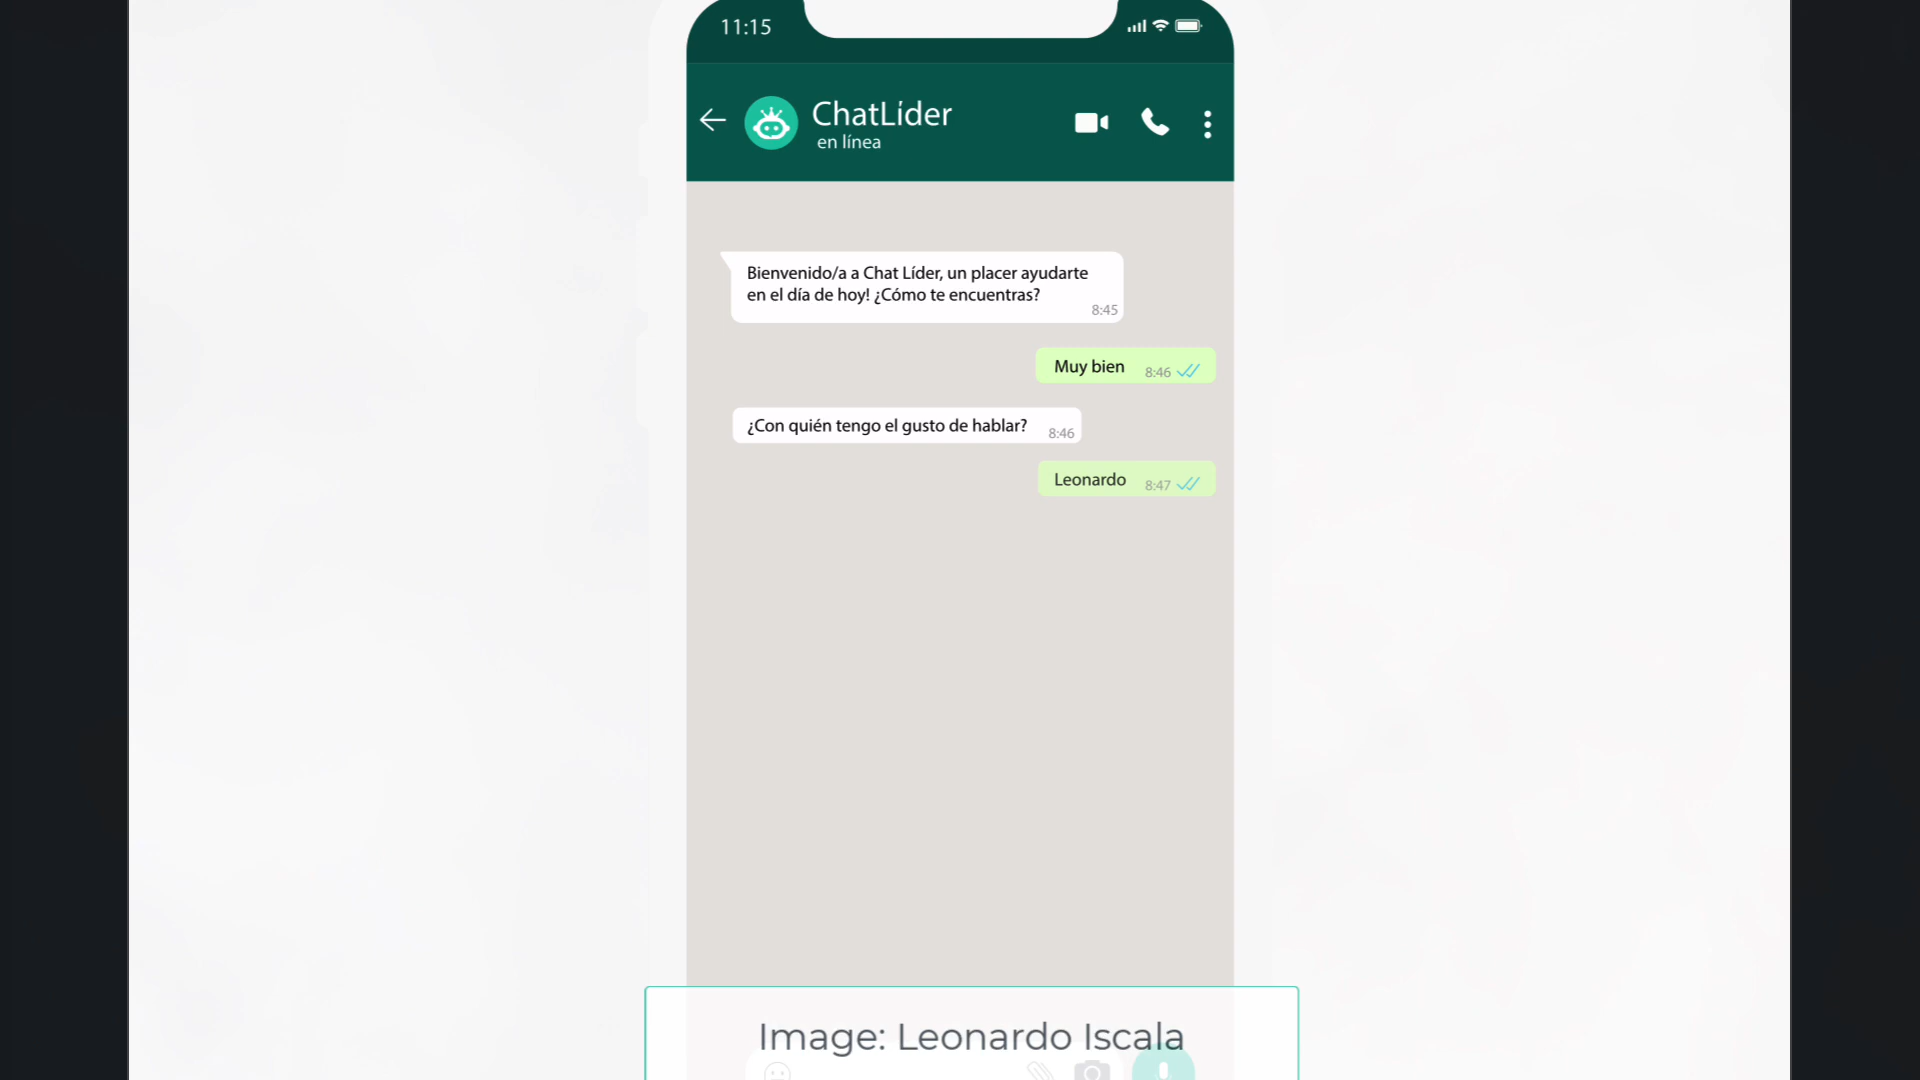 11:15
ChatLíder
en línea
Bienvenido/a a Chat Líder, un placer ayudarte
en el día de hoy! ¿Cómo te encuentras?
8:45
Muy bien 8:46
¿Con quién tengo el gusto de hablar? 8:46
Leonardo 8:47
Image: Leonardo Iscala